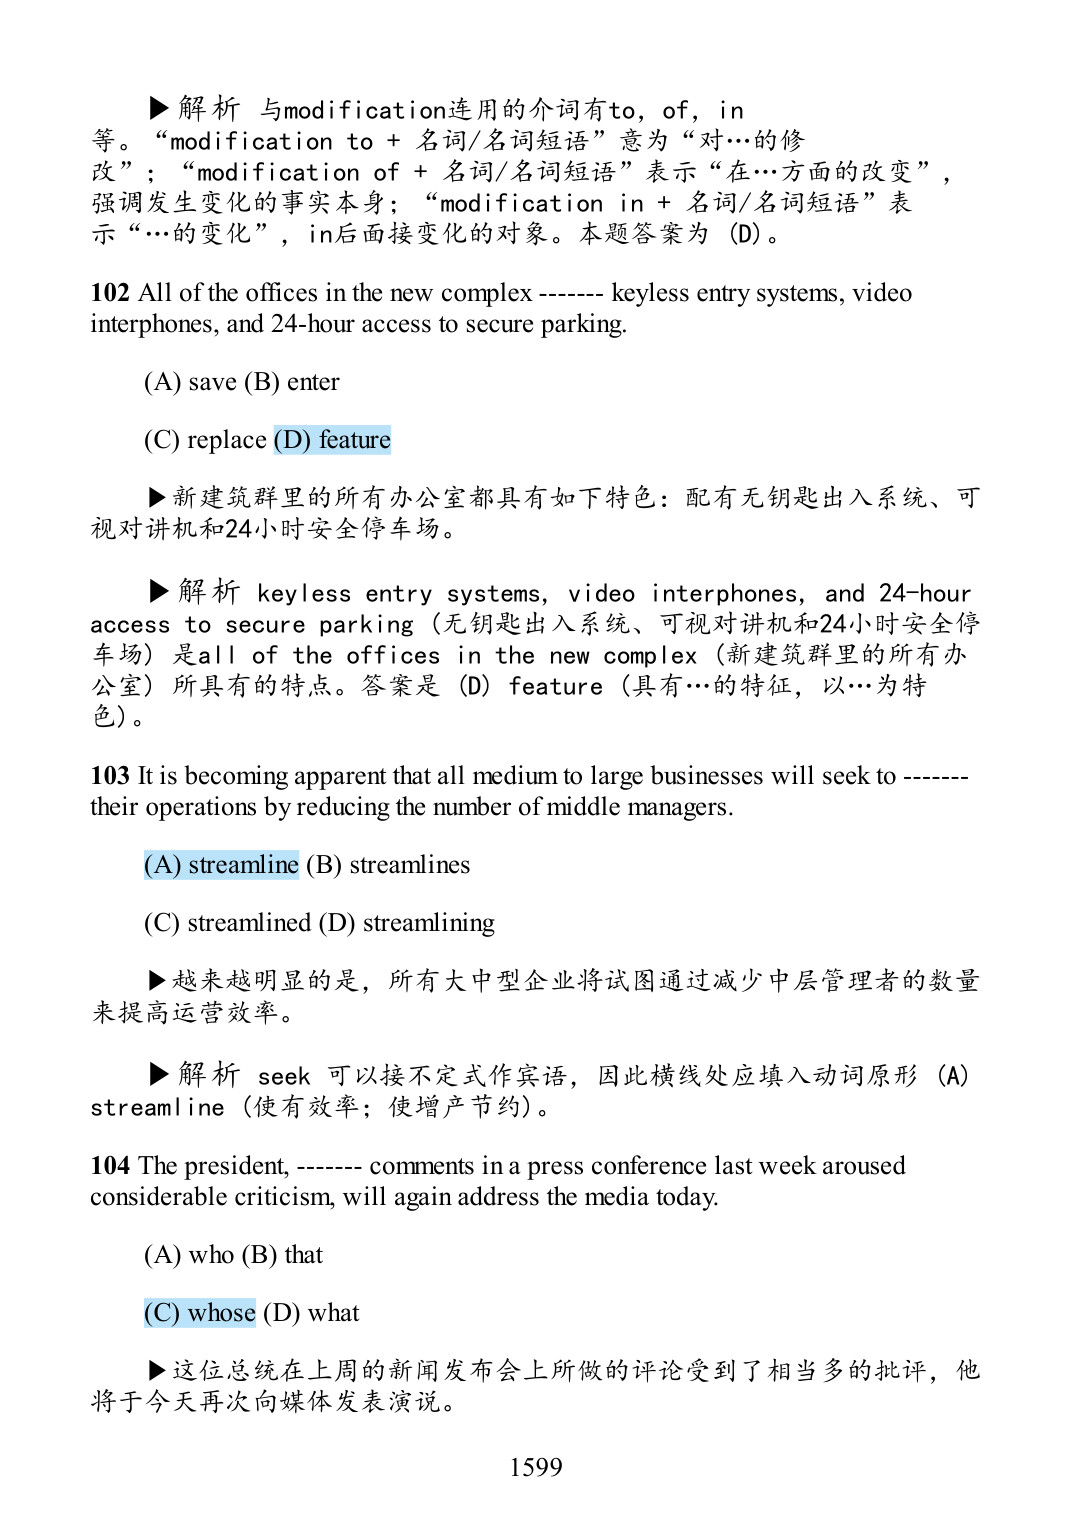 ▶解析 与modification连用的介词有to, of, in
等。“modification to + 名词/名词短语”意为“对…的修
改”；“modification of + 名词/名词短语”表示“在…方面的改变”，
强调发生变化的事实本身；“modification in + 名词/名词短语”表
示“…的变化”，in后面接变化的对象。本题答案为 (D)。
102 All of the offices in the new complex ------- keyless entry systems, video
interphones, and 24-hour access to secure parking.
(A) save (B) enter
(C) replace (D) feature
▶新建筑群里的所有办公室都具有如下特色：配有无钥匙出入系统、可
视对讲机和24小时安全停车场。
▶解析 keyless entry systems, video interphones, and 24-hour
access to secure parking (无钥匙出入系统、可视对讲机和24小时安全停
车场) 是all of the offices in the new complex (新建筑群里的所有办
公室) 所具有的特点。答案是 (D) feature (具有…的特征，以…为特
色)。
103 It is becoming apparent that all medium to large businesses will seek to -------
their operations by reducing the number of middle managers.
(A) streamline (B) streamlines
(C) streamlined (D) streamlining
▶越来越明显的是，所有大中型企业将试图通过减少中层管理者的数量
来提高运营效率。
▶解析 seek 可以接不定式作宾语，因此横线处应填入动词原形 (A)
streamline (使有效率；使增产节约)。
104 The president, ------- comments in a press conference last week aroused
considerable criticism, will again address the media today.
(A) who (B) that
(C) whose (D) what
▶这位总统在上周的新闻发布会上所做的评论受到了相当多的批评，他
将于今天再次向媒体发表演说。
1599